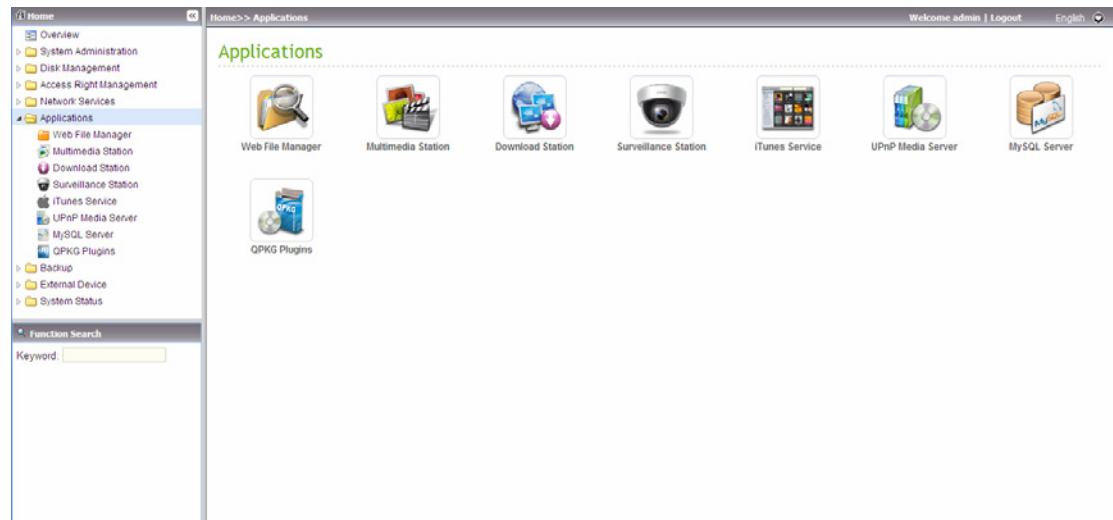 Home
Home>> Applications
Welcome admin | Logout
English
Overview
System Administration
Disk Management
Access Right Management
Network Services
Applications
Web File Manager
Multimedia Station
Download Station
Surveillance Station
iTunes Service
UPnP Media Server
MySQL Server
QPKG Plugins
Backup
External Device
System Status
Function Search
Keyword:
Applications
Web File Manager
Multimedia Station
Download Station
Surveillance Station
iTunes Service
UPnP Media Server
MySQL
MySQL Server
QPKG
QPKG Plugins